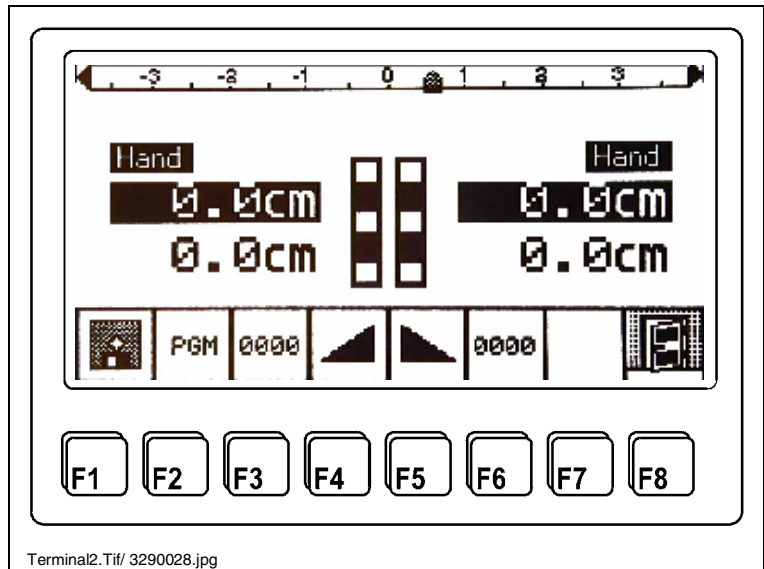 -3 -2 -1 0 1 2 3
Hand Hand
0.0cm 0.0cm
0.0cm 0.0cm
PGM 0000 0000
F1 F2 F3 F4 F5 F6 F7 F8
Terminal2.Tif/ 3290028.jpg